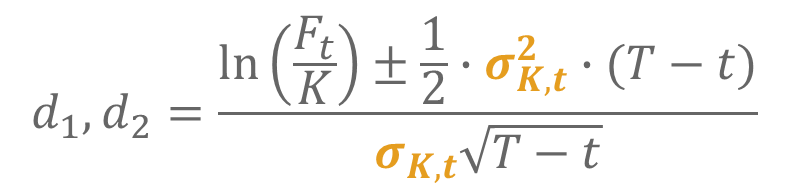 d₁, d₂ = (ln(Fₜ/K) ± 1/2 · σ²_{K,t} · (T − t)) / (σ_{K,t}√(T − t))